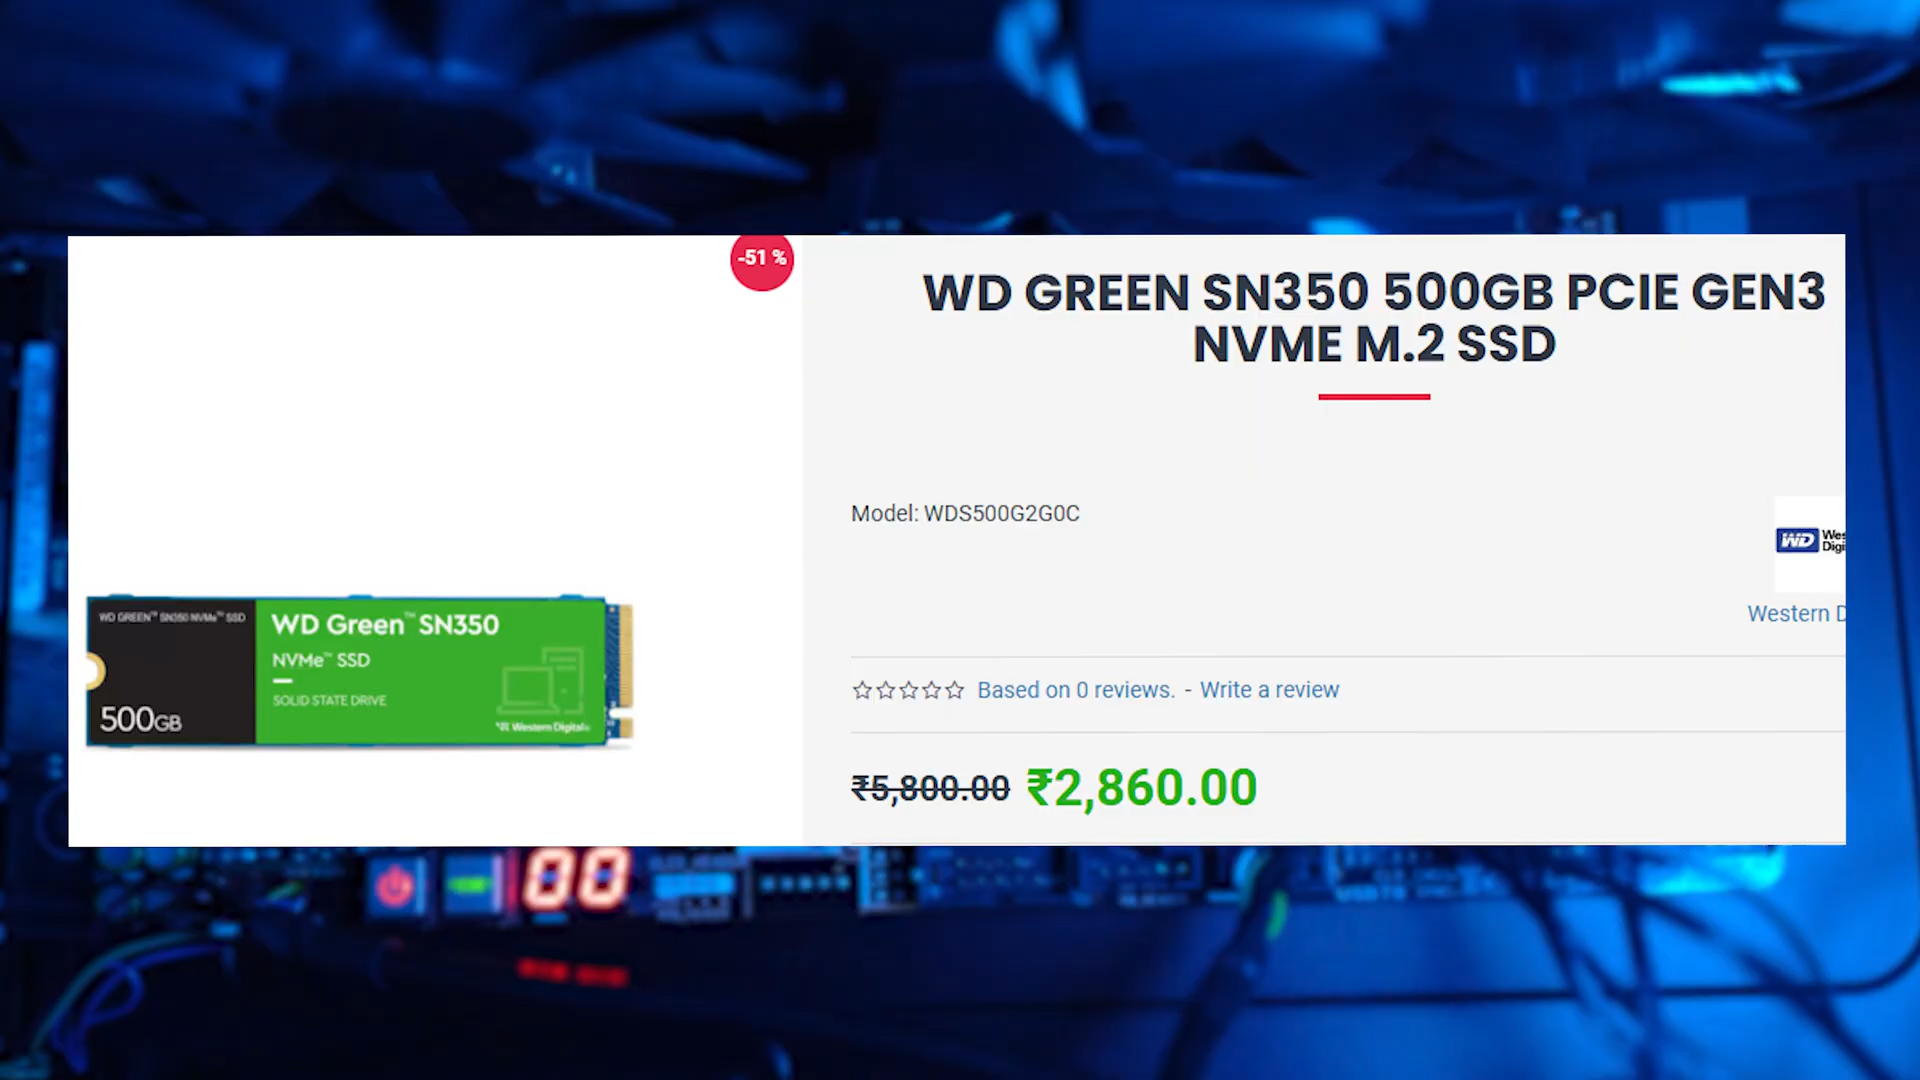 -51 %
WD GREEN SN350 500GB PCIE GEN3
NVME M.2 SSD
Model: WDS500G2G0C
WD
Western D
WD GREEN™ SN350 NVMe™ SSD
WD Green™ SN350
NVMe™ SSD
SOLID STATE DRIVE
500GB
Western Digital
Based on 0 reviews. - Write a review
₹5,800.00 ₹2,860.00
00